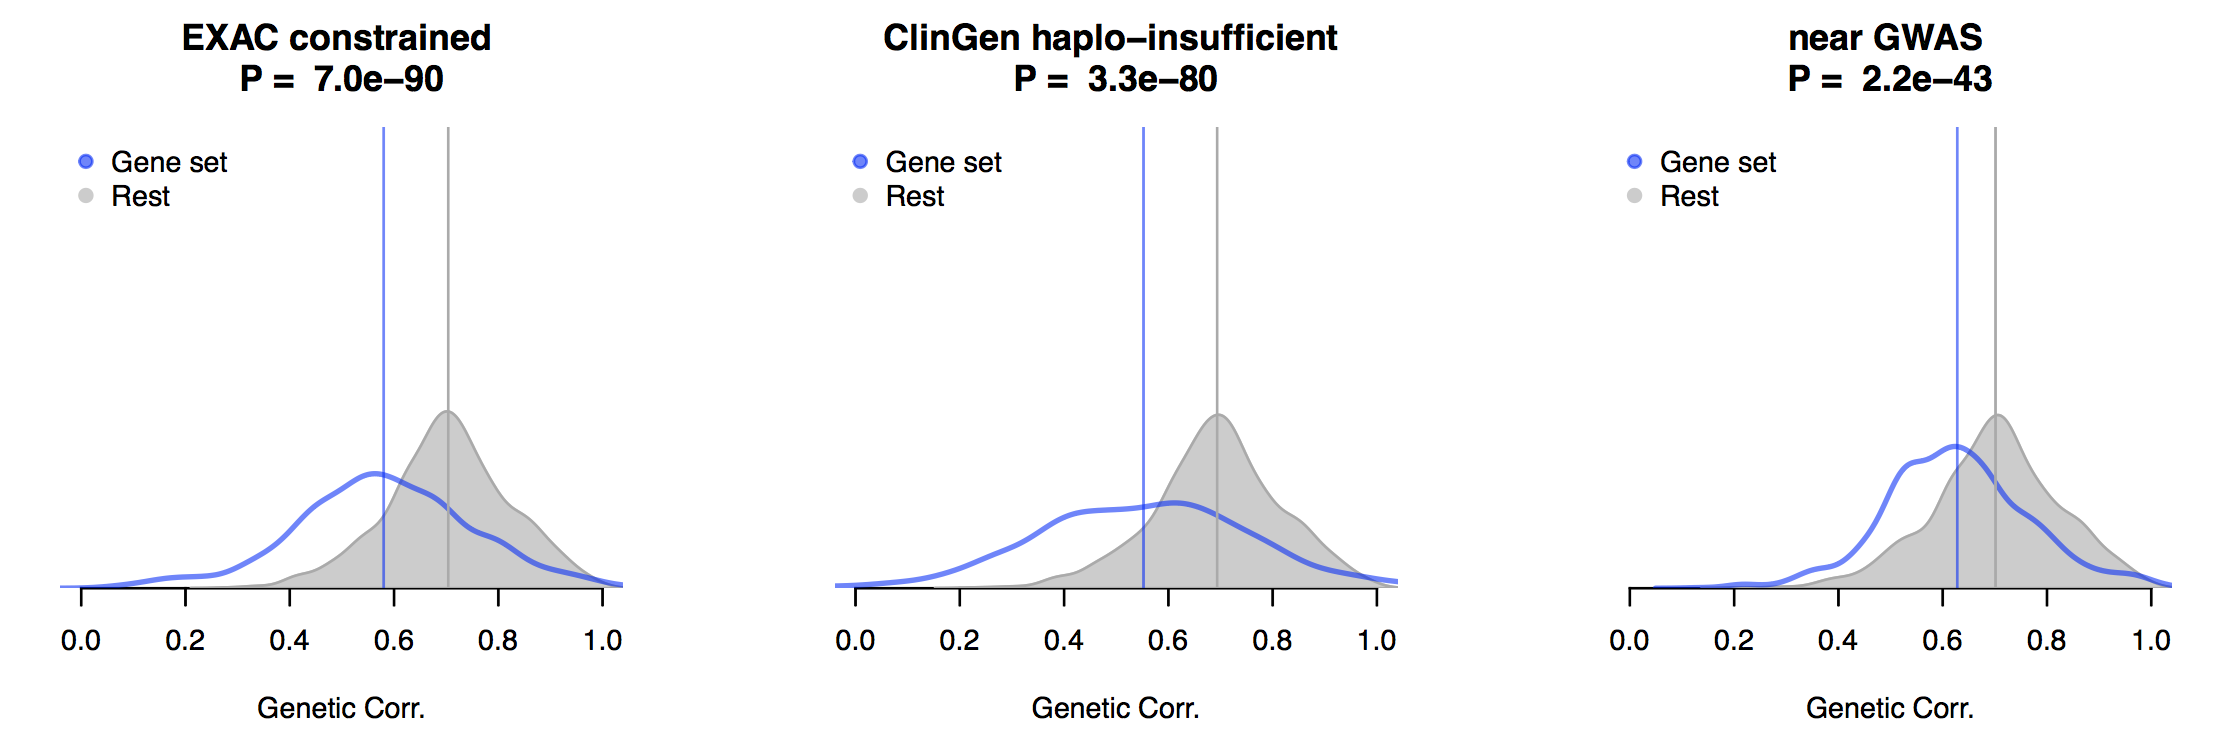 EXAC constrained
P =  7.0e−90
Gene set
Rest
0.0 0.2 0.4 0.6 0.8 1.0
Genetic Corr.
ClinGen haplo−insufficient
P =  3.3e−80
Gene set
Rest
0.0 0.2 0.4 0.6 0.8 1.0
Genetic Corr.
near GWAS
P =  2.2e−43
Gene set
Rest
0.0 0.2 0.4 0.6 0.8 1.0
Genetic Corr.